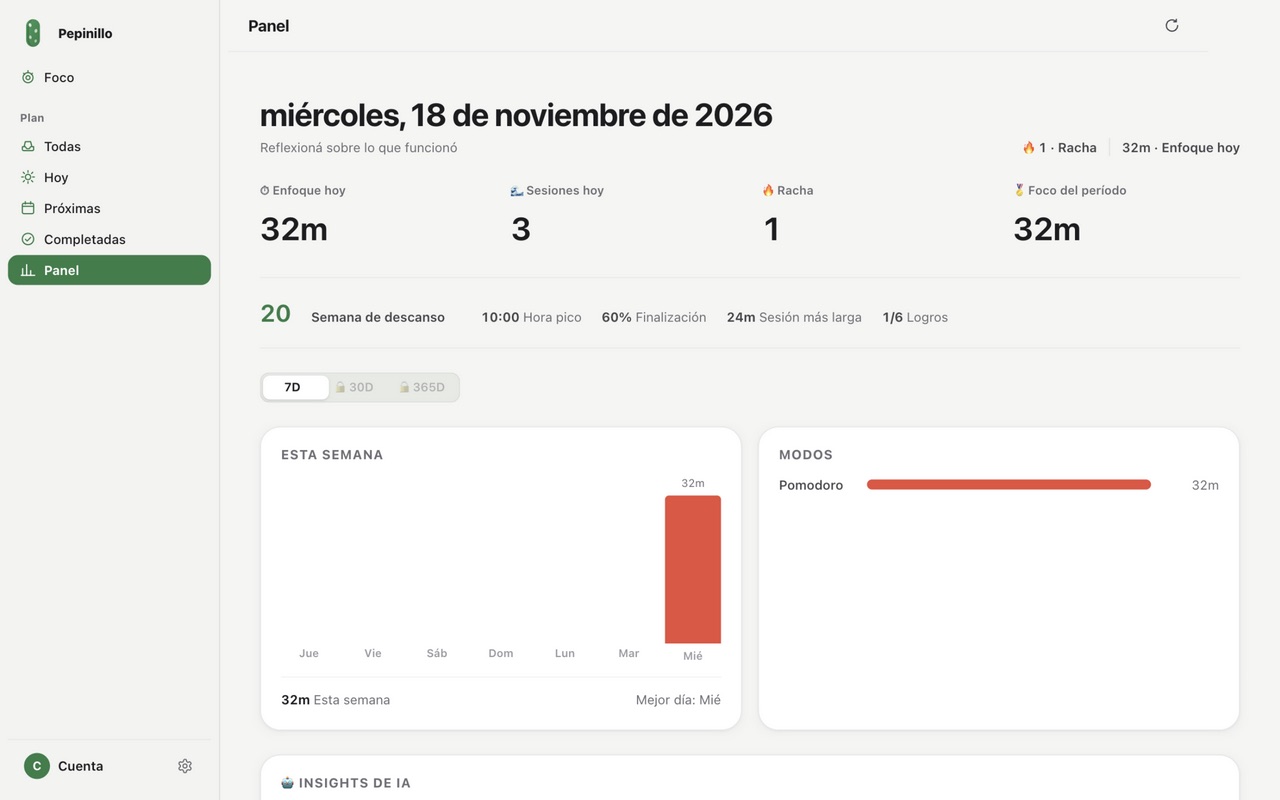 Pepinillo
Foco
Plan
Todas
Hoy
Próximas
Completadas
Panel
C Cuenta
Panel
miércoles, 18 de noviembre de 2026
Reflexioná sobre lo que funcionó
🔥 1 · Racha
32m · Enfoque hoy
⏱ Enfoque hoy
32m
🌊 Sesiones hoy
3
🔥 Racha
1
🏅 Foco del período
32m
20 Semana de descanso 10:00 Hora pico 60% Finalización 24m Sesión más larga 1/6 Logros
7D 🔒 30D 🔒 365D
ESTA SEMANA
32m
Jue Vie Sáb Dom Lun Mar Mié
32m Esta semana Mejor día: Mié
MODOS
Pomodoro 32m
🤖 INSIGHTS DE IA